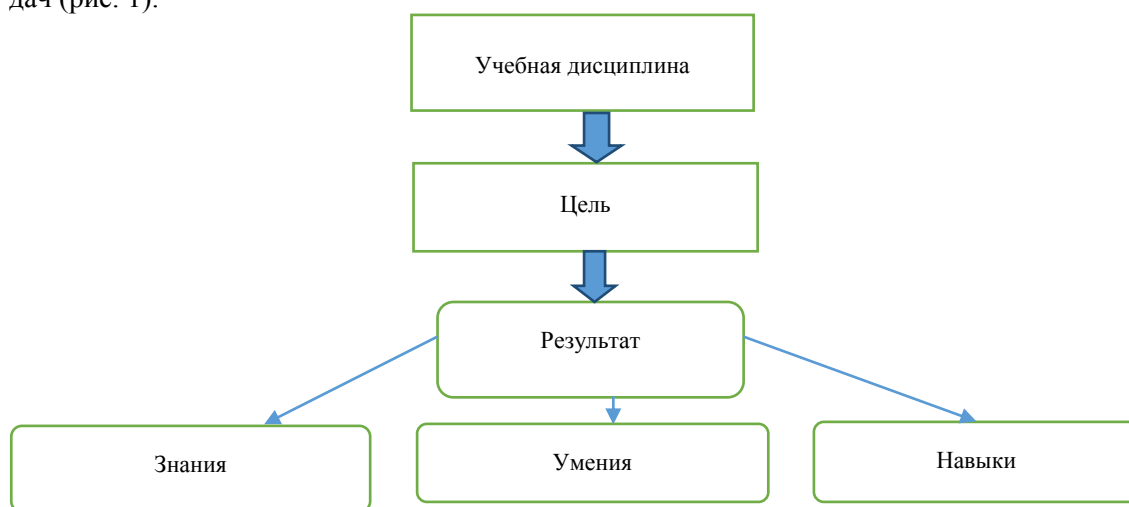 дач (рис. 1).
Учебная дисциплина
Цель
Результат
Знания
Умения
Навыки